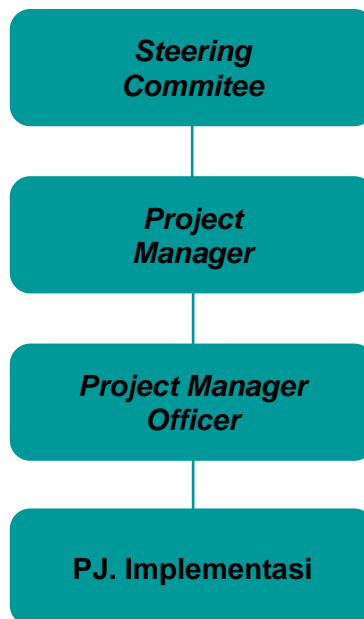 Steering
Commitee
Project
Manager
Project Manager
Officer
PJ. Implementasi